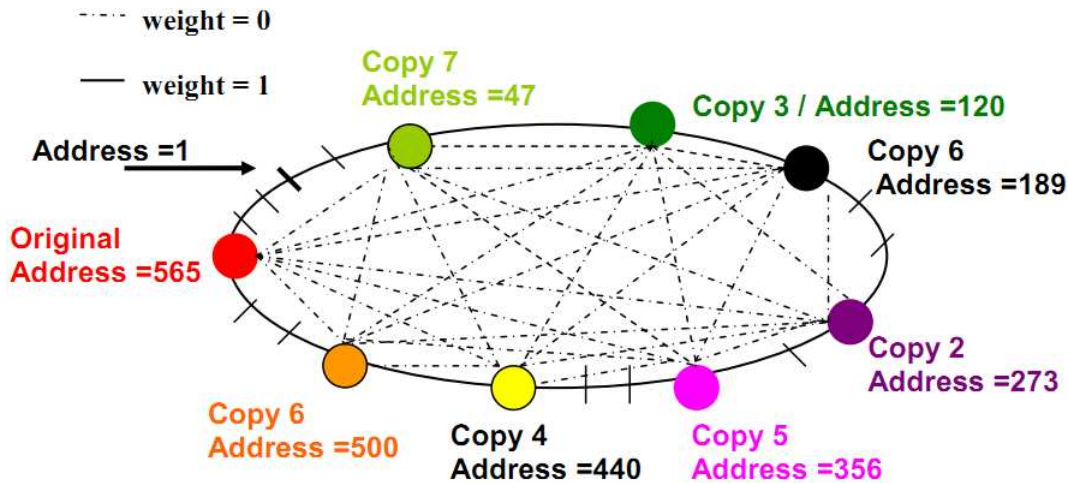 weight = 0
weight = 1
Copy 7
Address =47
Copy 3 / Address =120
Address =1
Copy 6
Address =189
Original
Address =565
Copy 2
Address =273
Copy 6
Address =500
Copy 4
Address =440
Copy 5
Address =356